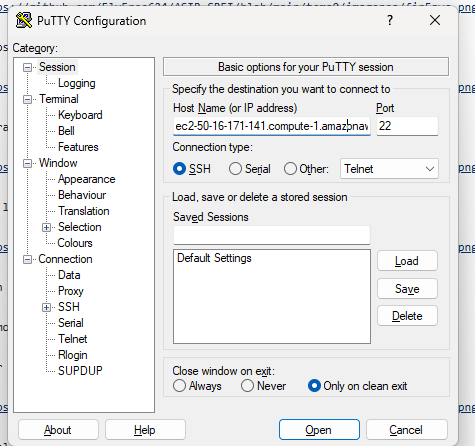 PuTTY Configuration
?
Category:
Session
Logging
Terminal
Keyboard
Bell
Features
Window
Appearance
Behaviour
Translation
Selection
Colours
Connection
Data
Proxy
SSH
Serial
Telnet
Rlogin
SUPDUP
Basic options for your PuTTY session
Specify the destination you want to connect to
Host Name (or IP address) Port
ec2-50-16-171-141.compute-1.amazonaw 22
Connection type:
SSH Serial Other: Telnet
Load, save or delete a stored session
Saved Sessions
Default Settings
Load
Save
Delete
Close window on exit:
Always Never Only on clean exit
About Help Open Cancel